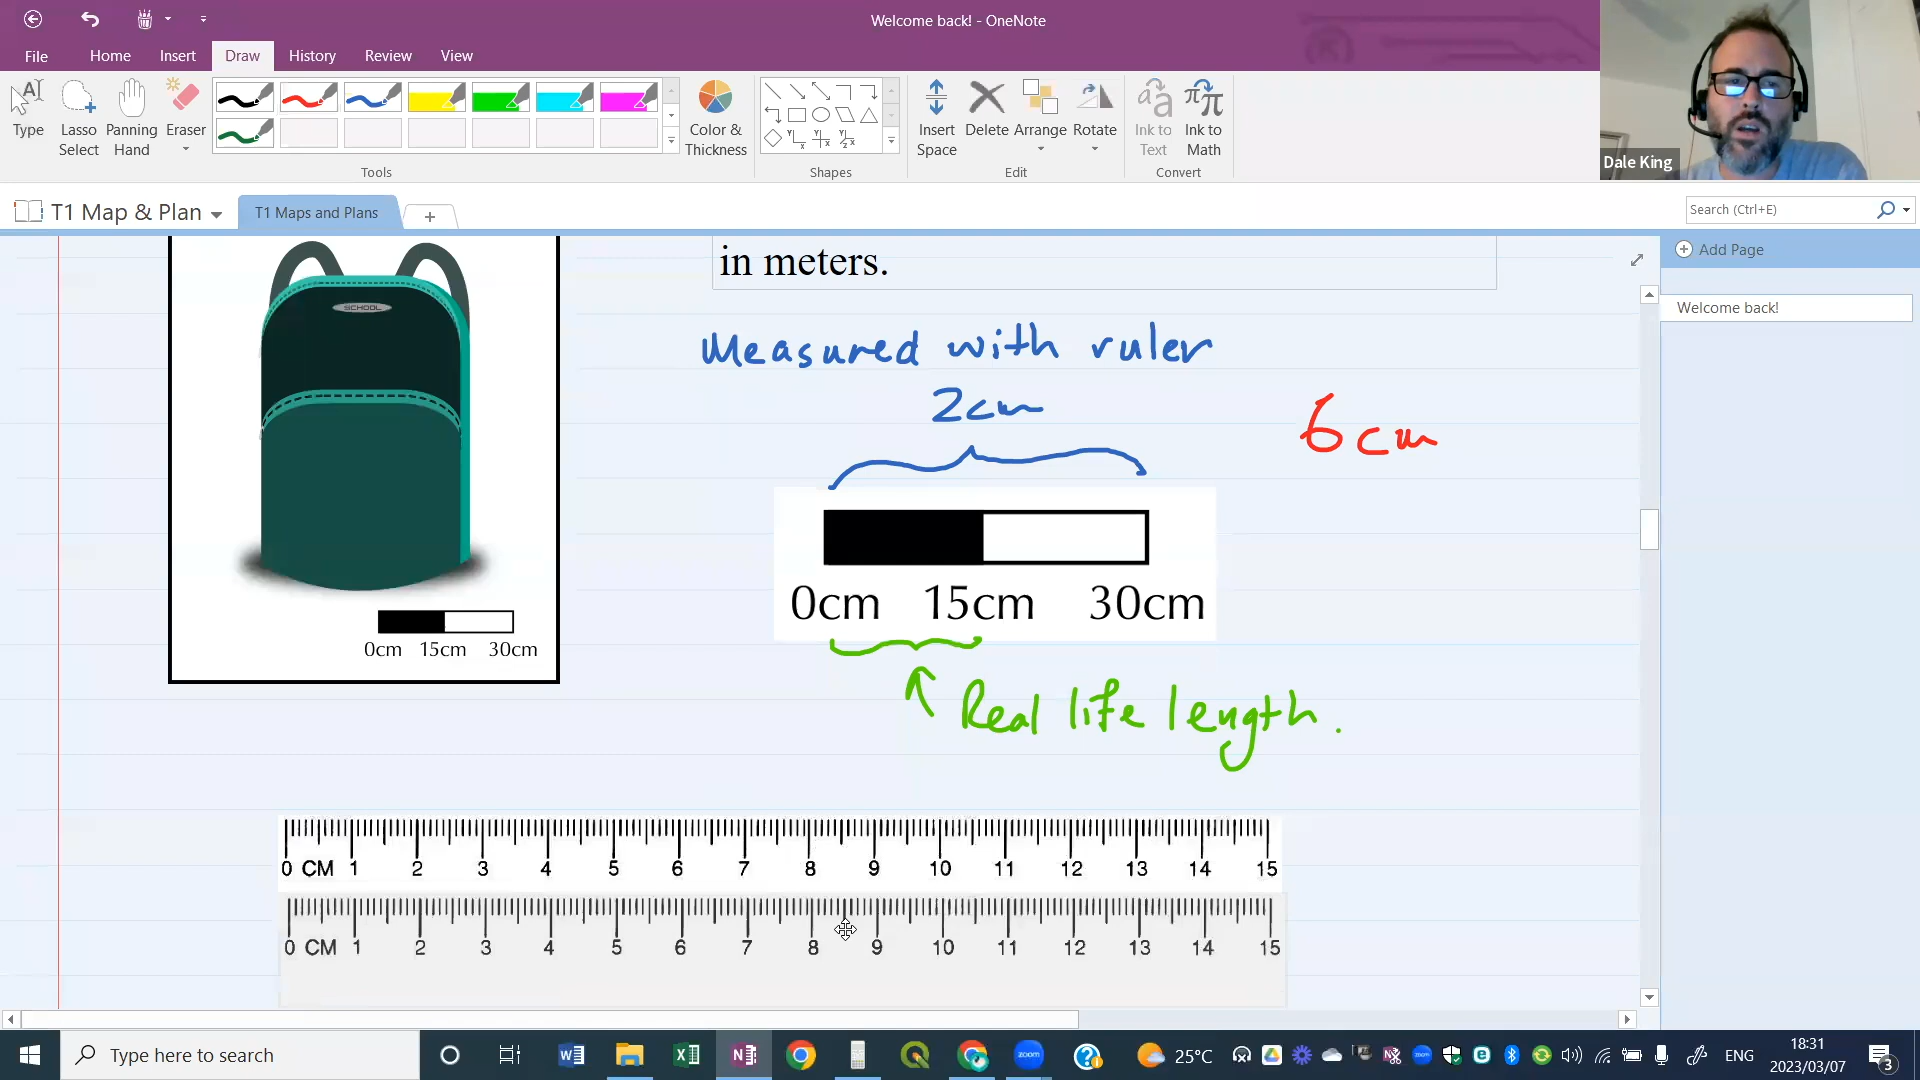 Welcome back! - OneNote
File Home Insert Draw History Review View
Type
Lasso Select
Panning Hand
Eraser
Color & Thickness
Insert Space
Delete
Arrange
Rotate
Ink to Text
Ink to Math
Tools
Shapes
Edit
Convert
Dale King
T1 Map & Plan
T1 Maps and Plans
Search (Ctrl+E)
Add Page
Welcome back!
in meters.
SCHOOL
Measured with ruler
2cm
6cm
0cm 15cm 30cm
0cm 15cm 30cm
Real life length.
0 CM 1 2 3 4 5 6 7 8 9 10 11 12 13 14 15
0 CM 1 2 3 4 5 6 7 8 9 10 11 12 13 14 15
Type here to search
zoom
25°C
ENG
18:31
2023/03/07
3